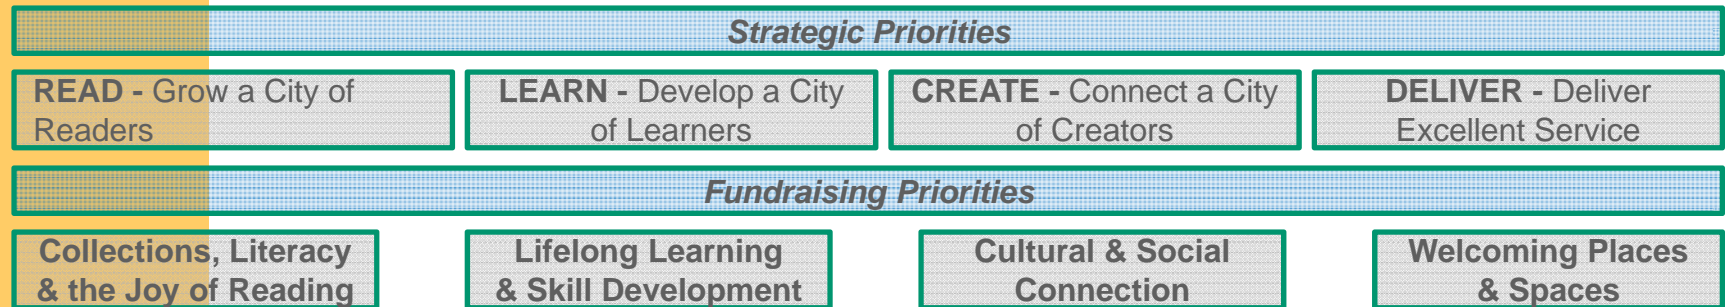 Strategic Priorities
READ - Grow a City of
Readers
LEARN - Develop a City
of Learners
CREATE - Connect a City
of Creators
DELIVER - Deliver
Excellent Service
Fundraising Priorities
Collections, Literacy
& the Joy of Reading
Lifelong Learning
& Skill Development
Cultural & Social
Connection
Welcoming Places
& Spaces